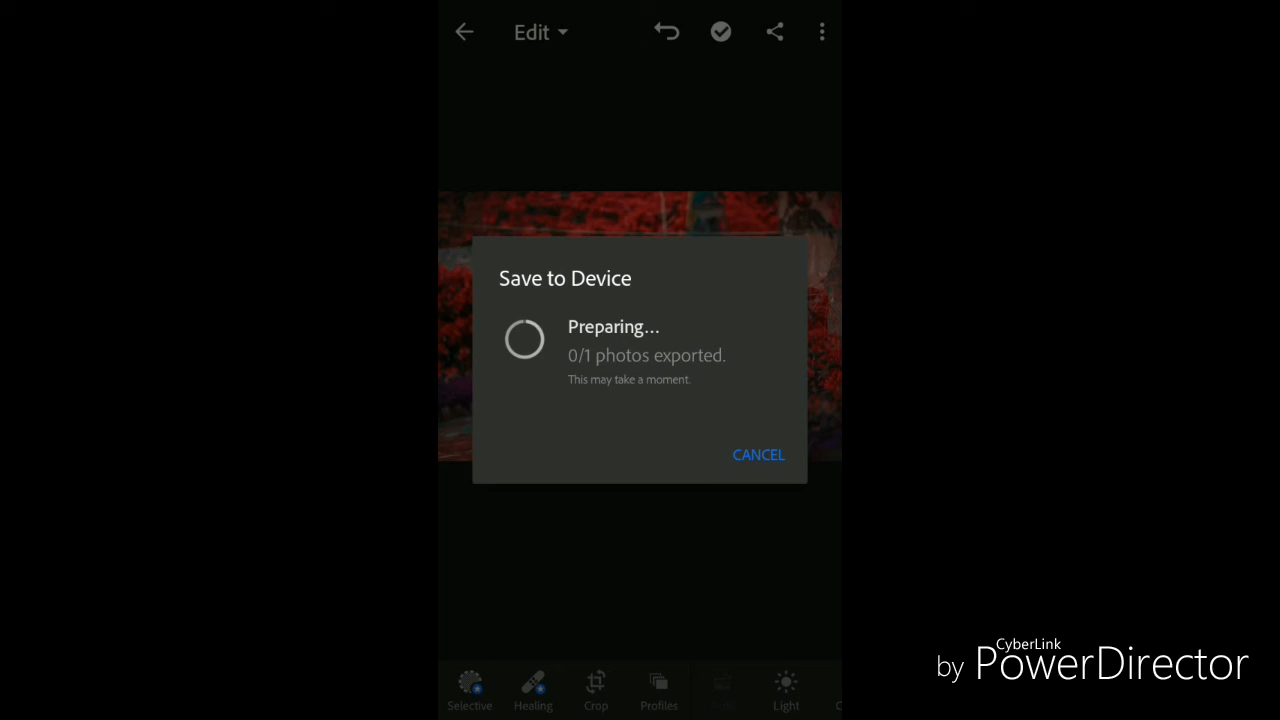 Edit
Save to Device
Preparing...
0/1 photos exported.
This may take a moment.
CANCEL
Selective
Healing
Crop
Profiles
Light
CyberLink
by PowerDirector